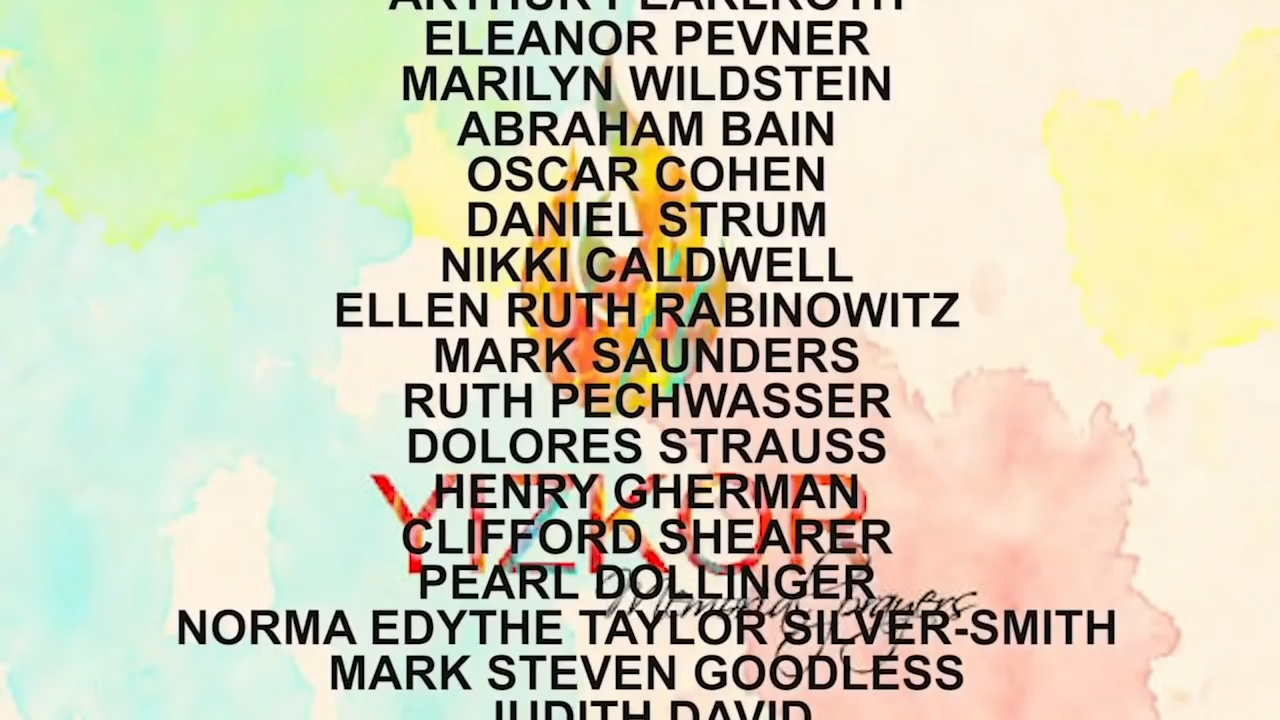 ARTHUR PEARLROTH
ELEANOR PEVNER
MARILYN WILDSTEIN
ABRAHAM BAIN
OSCAR COHEN
DANIEL STRUM
NIKKI CALDWELL
ELLEN RUTH RABINOWITZ
MARK SAUNDERS
RUTH PECHWASSER
DOLORES STRAUSS
HENRY GHERMAN
YIZKOR
CLIFFORD SHEARER
PEARL DOLLINGER
Memorial Prayers
NORMA EDYTHE TAYLOR SILVER-SMITH
MARK STEVEN GOODLESS
JUDITH DAVID